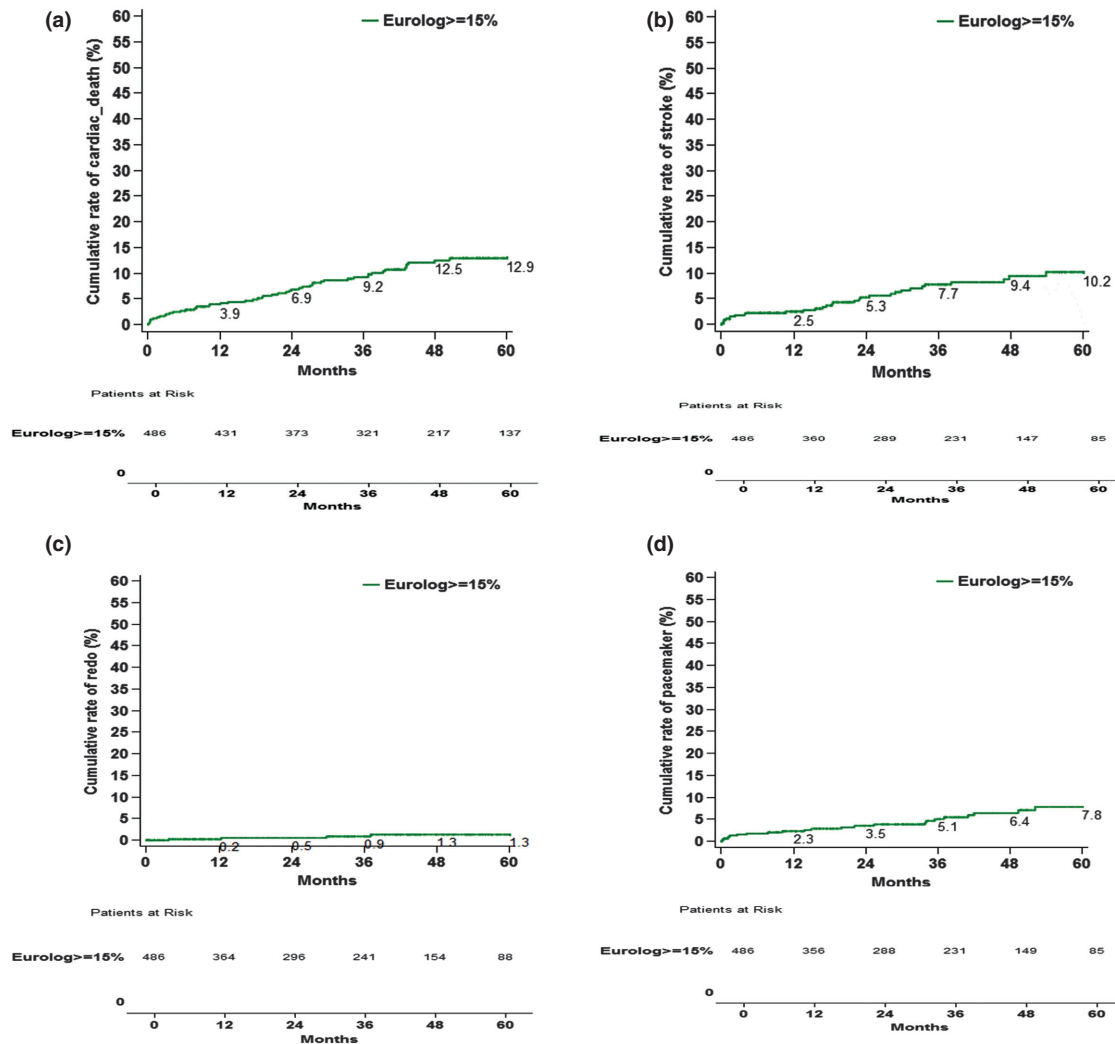 (a)
Eurolog>=15%
Cumulative rate of cardiac_death (%)
60
55
50
45
40
35
30
25
20
15
10
5
0
3.9
6.9
9.2
12.5
12.9
0 12 24 36 48 60
Months
Patients at Risk
Eurolog>=15% 486 431 373 321 217 137
0
0 12 24 36 48 60
Months
(b)
Eurolog>=15%
Cumulative rate of stroke (%)
60
55
50
45
40
35
30
25
20
15
10
5
0
2.5
5.3
7.7
9.4
10.2
0 12 24 36 48 60
Months
Patients at Risk
Eurolog>=15% 486 360 289 231 147 85
0
0 12 24 36 48 60
Months
(c)
Eurolog>=15%
Cumulative rate of redo (%)
60
55
50
45
40
35
30
25
20
15
10
5
0
0.2
0.5
0.9
1.3
1.3
0 12 24 36 48 60
Months
Patients at Risk
Eurolog>=15% 486 364 296 241 154 88
0
0 12 24 36 48 60
Months
(d)
Eurolog>=15%
Cumulative rate of pacemaker (%)
60
55
50
45
40
35
30
25
20
15
10
5
0
2.3
3.5
5.1
6.4
7.8
0 12 24 36 48 60
Months
Patients at Risk
Eurolog>=15% 486 356 288 231 149 85
0
0 12 24 36 48 60
Months